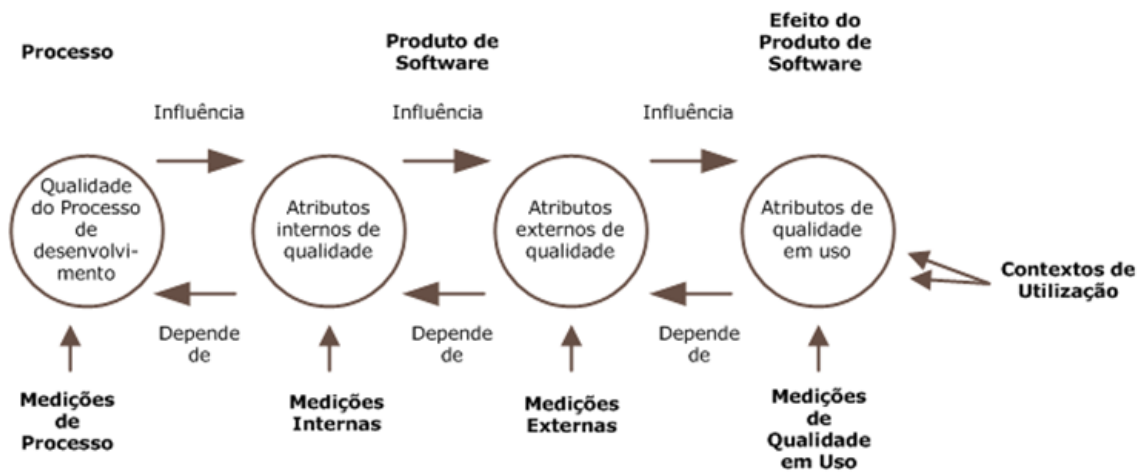 Processo
Produto de
Software
Efeito do
Produto de
Software
Influência
Influência
Influência
Qualidade
do Processo
de
desenvolvi-
mento
Atributos
internos de
qualidade
Atributos
externos de
qualidade
Atributos de
qualidade
em uso
Contextos de
Utilização
Depende
de
Depende
de
Depende
de
Medições
de
Processo
Medições
Internas
Medições
Externas
Medições
de
Qualidade
em Uso